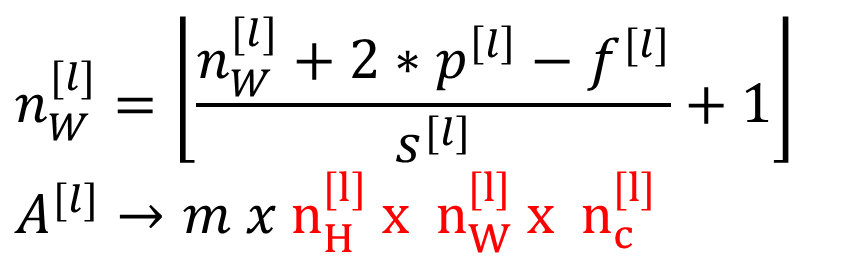 n_W^[l] = ⌊(n_W^[l] + 2 * p^[l] − f^[l]) / s^[l] + 1⌋
A^[l] → m x n_H^[l] x n_W^[l] x n_c^[l]